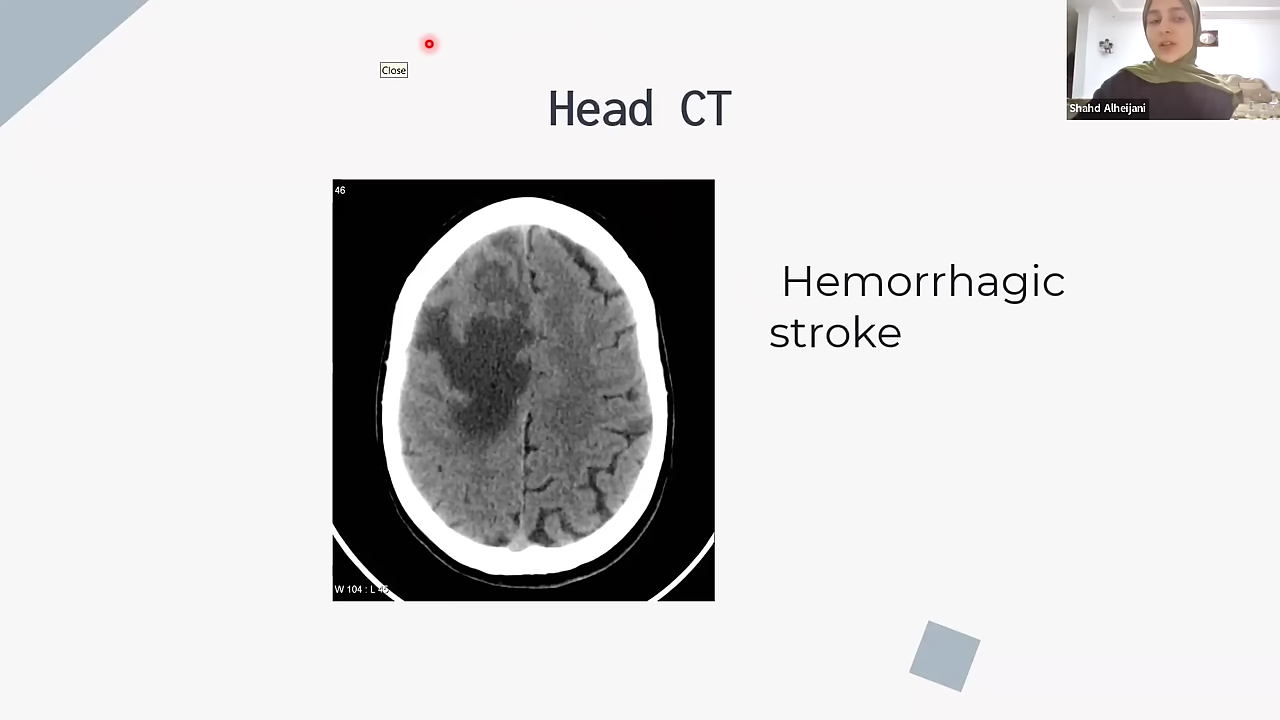 Close
Head CT
Shahd Alheijani
46
Hemorrhagic
stroke
W 104 : L 45